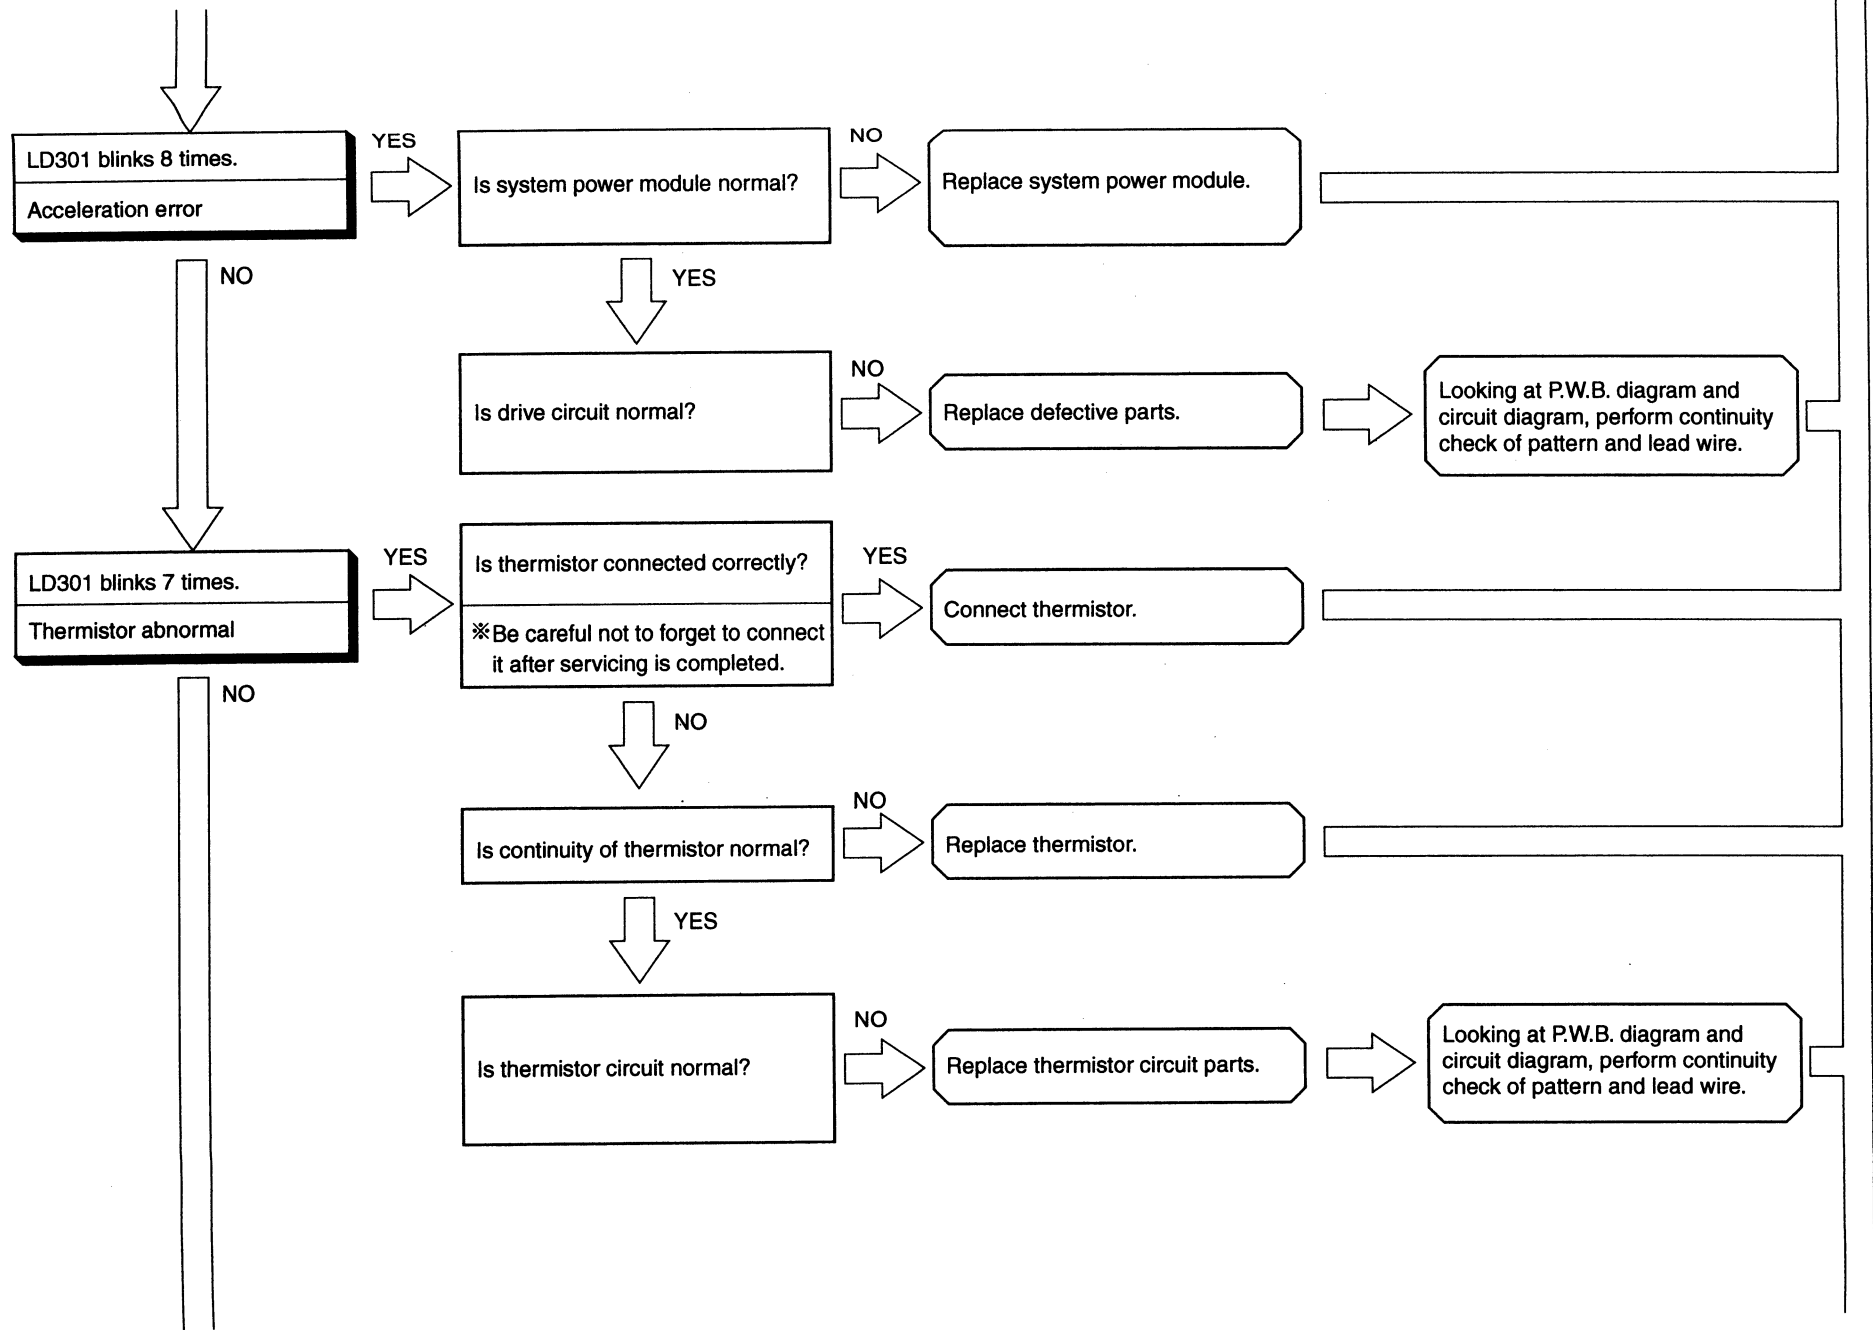 LD301 blinks 8 times.
Acceleration error
YES
Is system power module normal?
NO
Replace system power module.
NO
YES
Is drive circuit normal?
NO
Replace defective parts.
Looking at P.W.B. diagram and
circuit diagram, perform continuity
check of pattern and lead wire.
LD301 blinks 7 times.
Thermistor abnormal
YES
Is thermistor connected correctly?
※Be careful not to forget to connect
it after servicing is completed.
YES
Connect thermistor.
NO
NO
Is continuity of thermistor normal?
NO
Replace thermistor.
YES
Is thermistor circuit normal?
NO
Replace thermistor circuit parts.
Looking at P.W.B. diagram and
circuit diagram, perform continuity
check of pattern and lead wire.